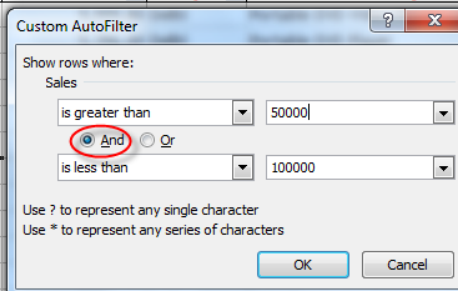 Custom AutoFilter
Show rows where:
Sales
is greater than 50000
And Or
is less than 100000
Use ? to represent any single character
Use * to represent any series of characters
OK Cancel